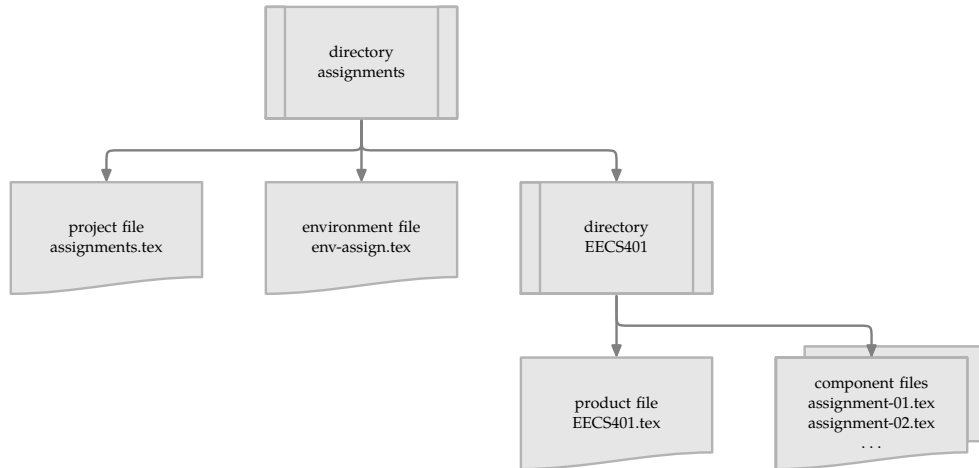 directory
assignments
project file
assignments.tex
environment file
env-assign.tex
directory
EECS401
product file
EECS401.tex
component files
assignment-01.tex
assignment-02.tex
. . .